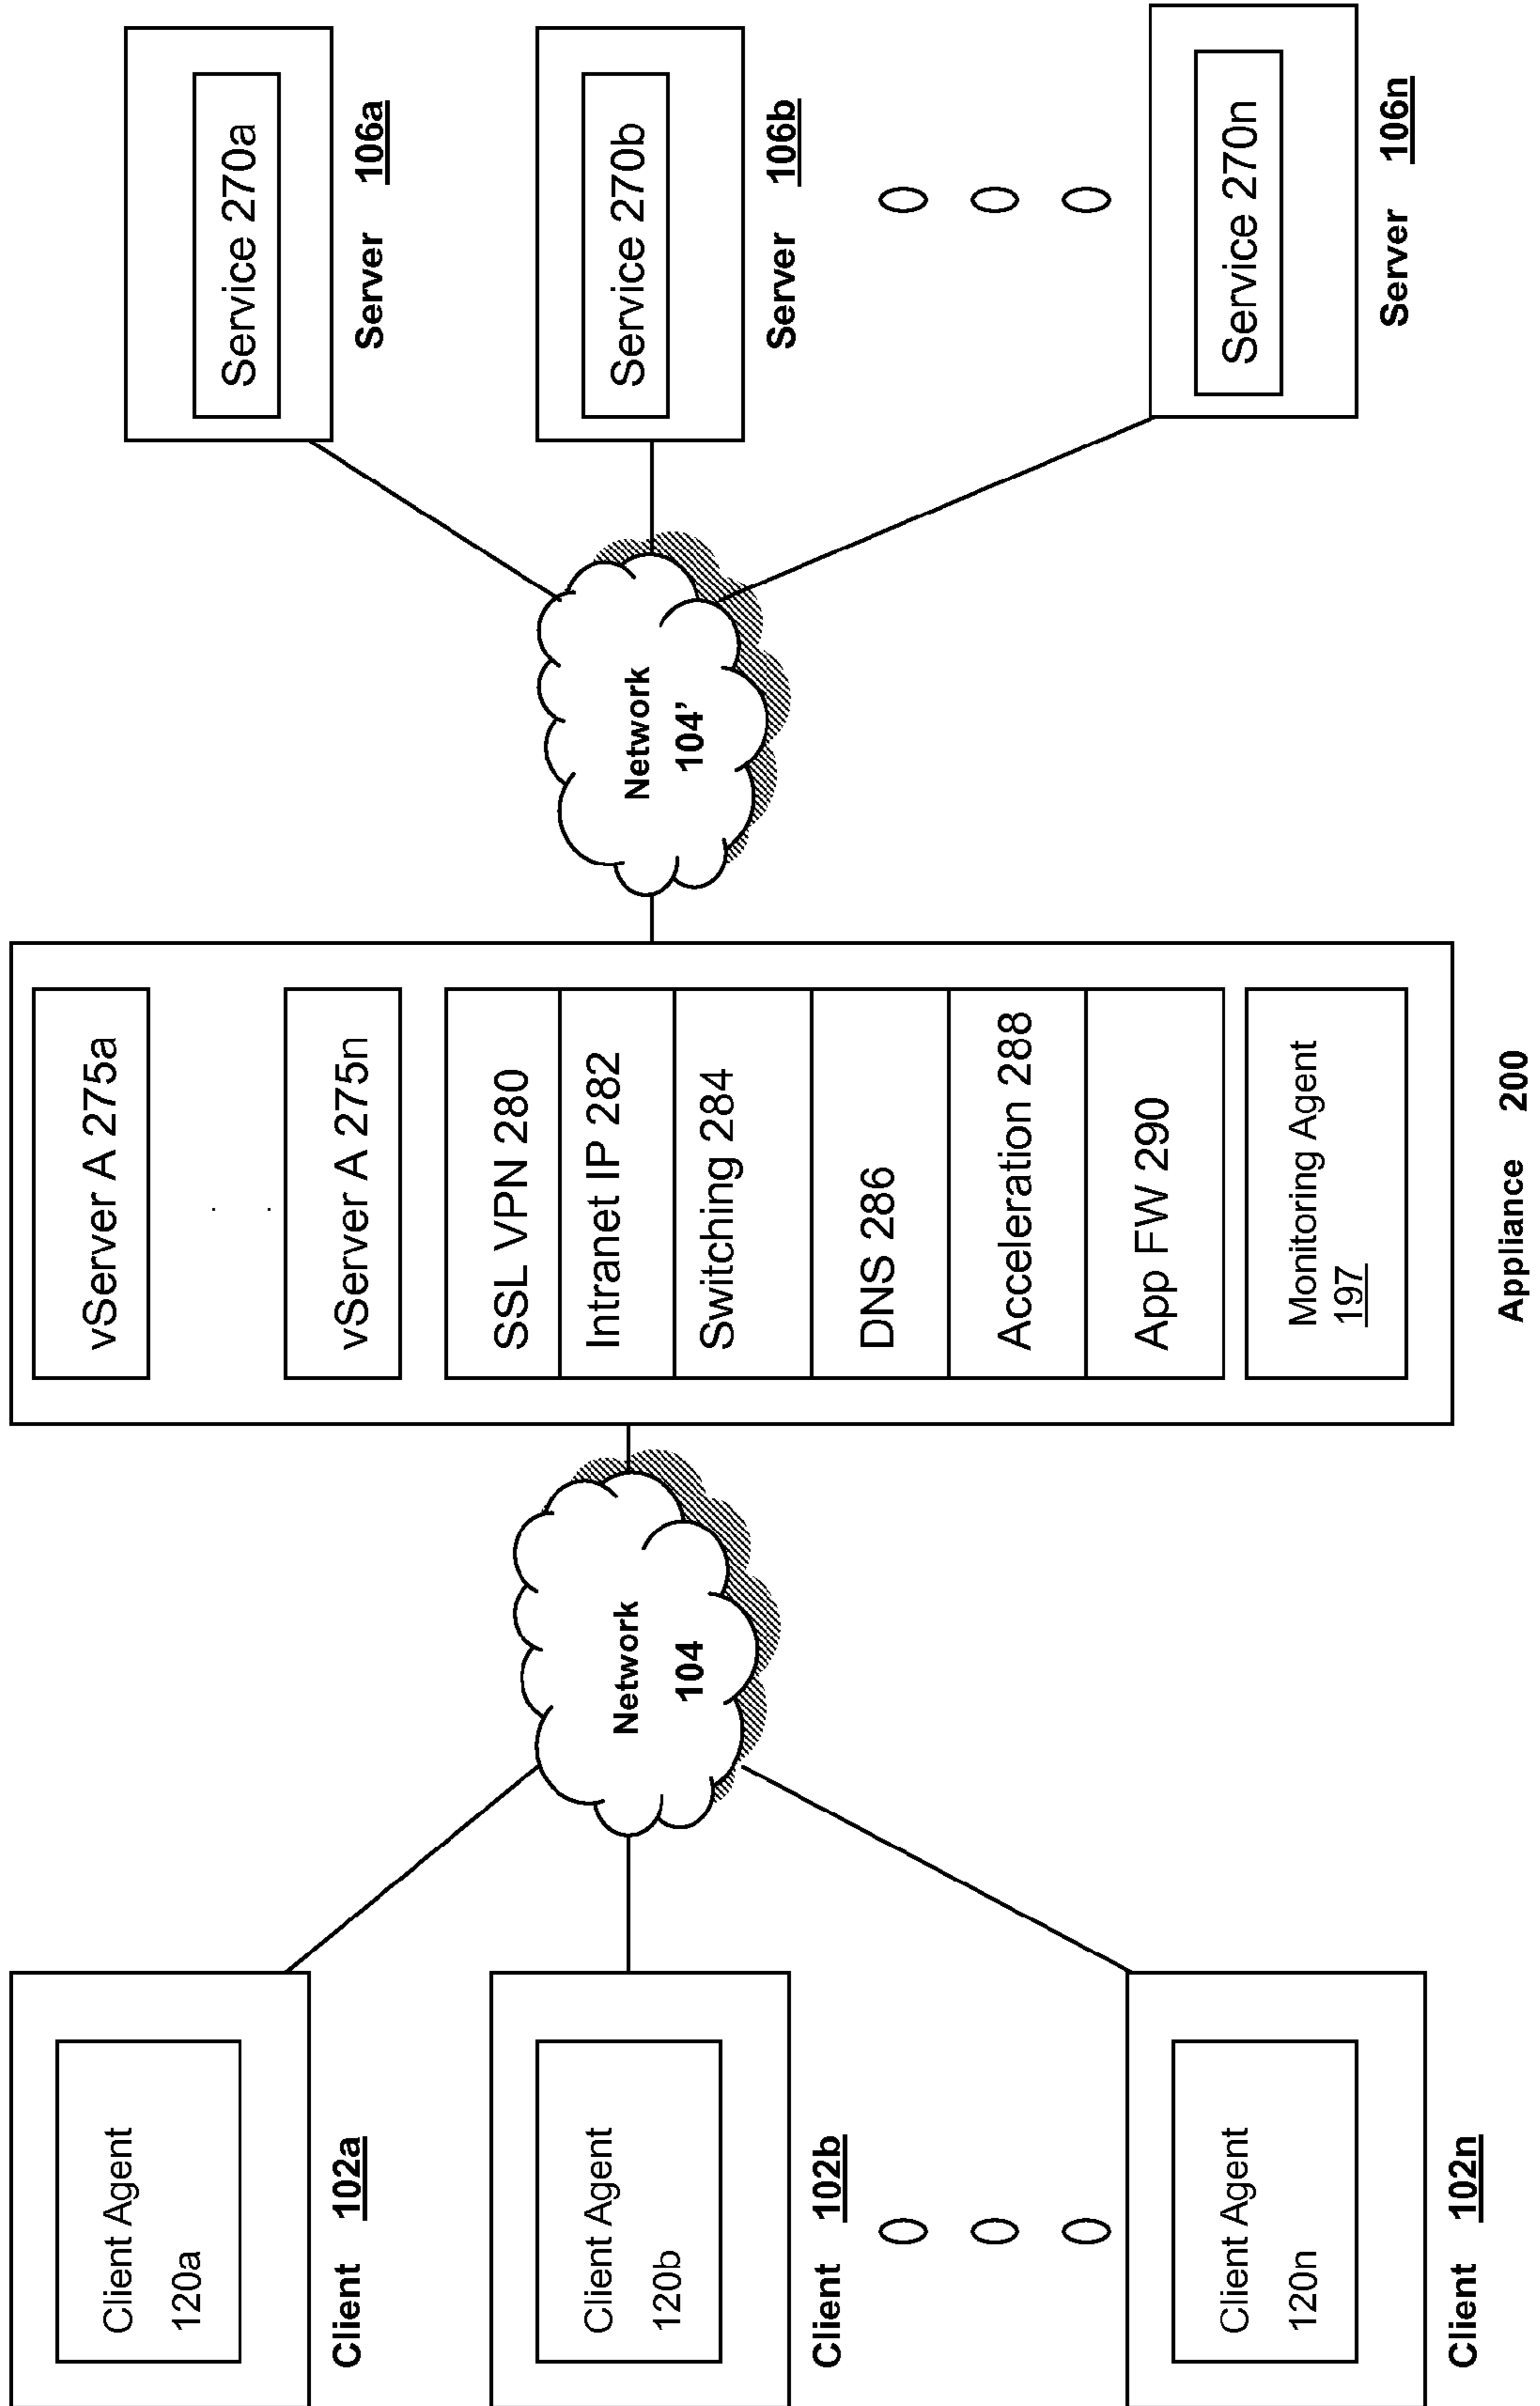 Client Agent
120a
Client 102a
Client Agent
120b
Client 102b
Client Agent
120n
Client 102n
Network
104
vServer A 275a
vServer A 275n
SSL VPN 280
Intranet IP 282
Switching 284
DNS 286
Acceleration 288
App FW 290
Monitoring Agent
197
Appliance 200
Network
104'
Service 270a
Server 106a
Service 270b
Server 106b
Service 270n
Server 106n